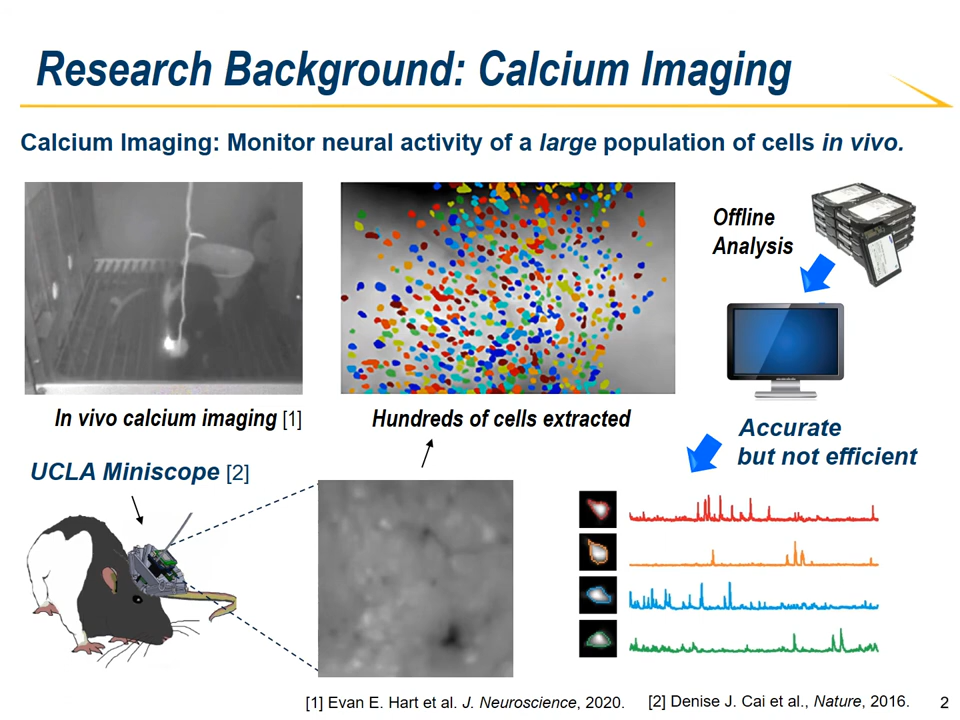 Research Background: Calcium Imaging
Calcium Imaging: Monitor neural activity of a large population of cells in vivo.
Offline
Analysis
In vivo calcium imaging [1]
Hundreds of cells extracted
Accurate
but not efficient
UCLA Miniscope [2]
[1] Evan E. Hart et al. J. Neuroscience, 2020.
[2] Denise J. Cai et al., Nature, 2016.
2